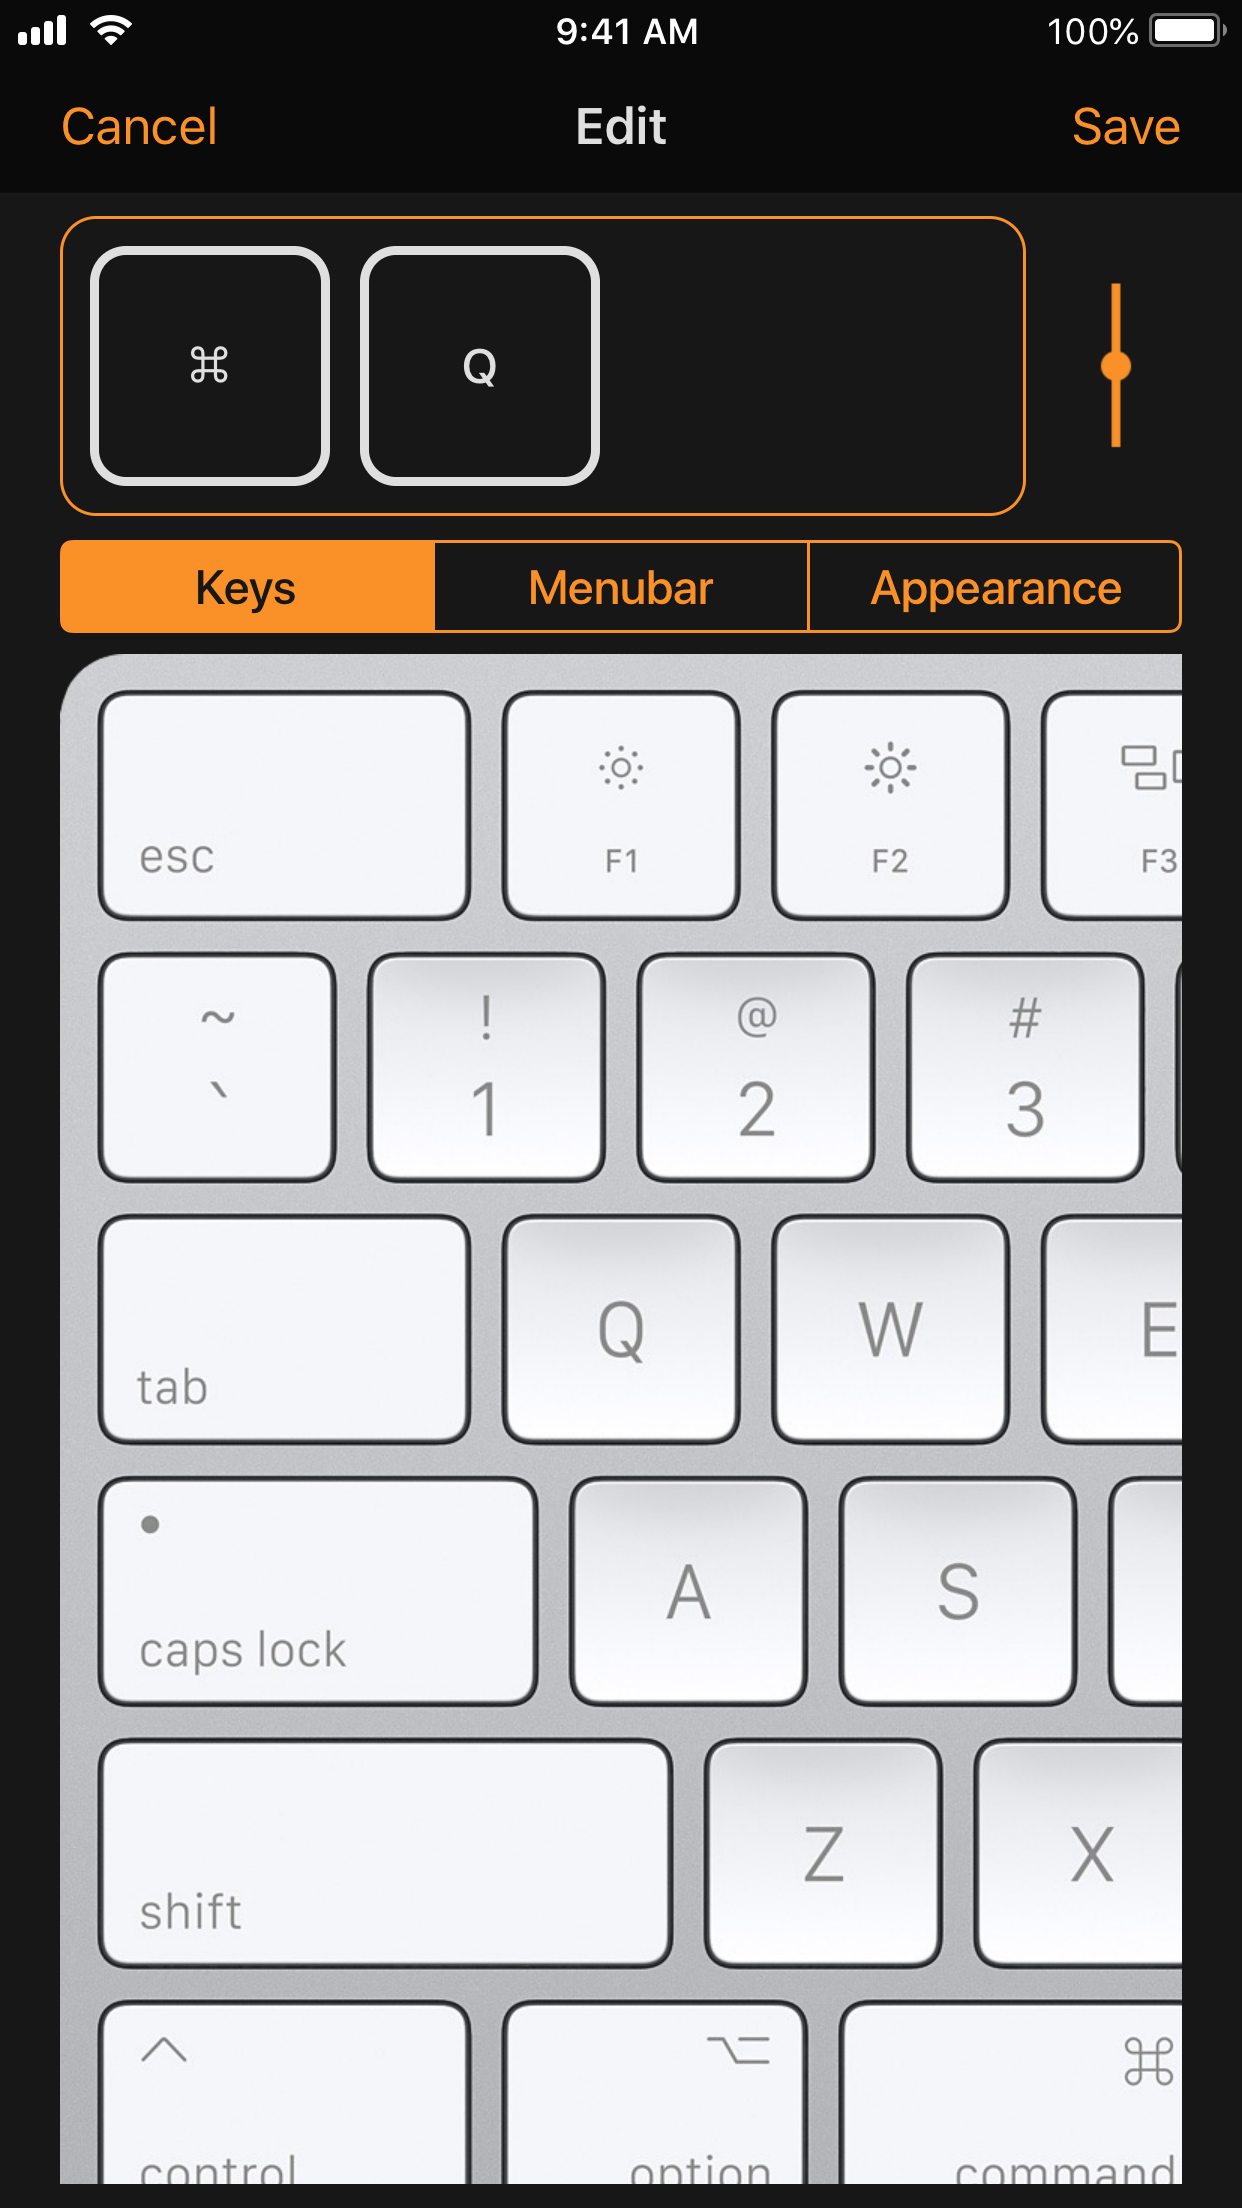 9:41 AM 100%
Cancel Edit Save
⌘ Q
Keys Menubar Appearance
esc F1 F2 F3
~ ! @ #
` 1 2 3
tab Q W E
caps lock A S
shift Z X
⌃ ⌥ ⌘
control option command